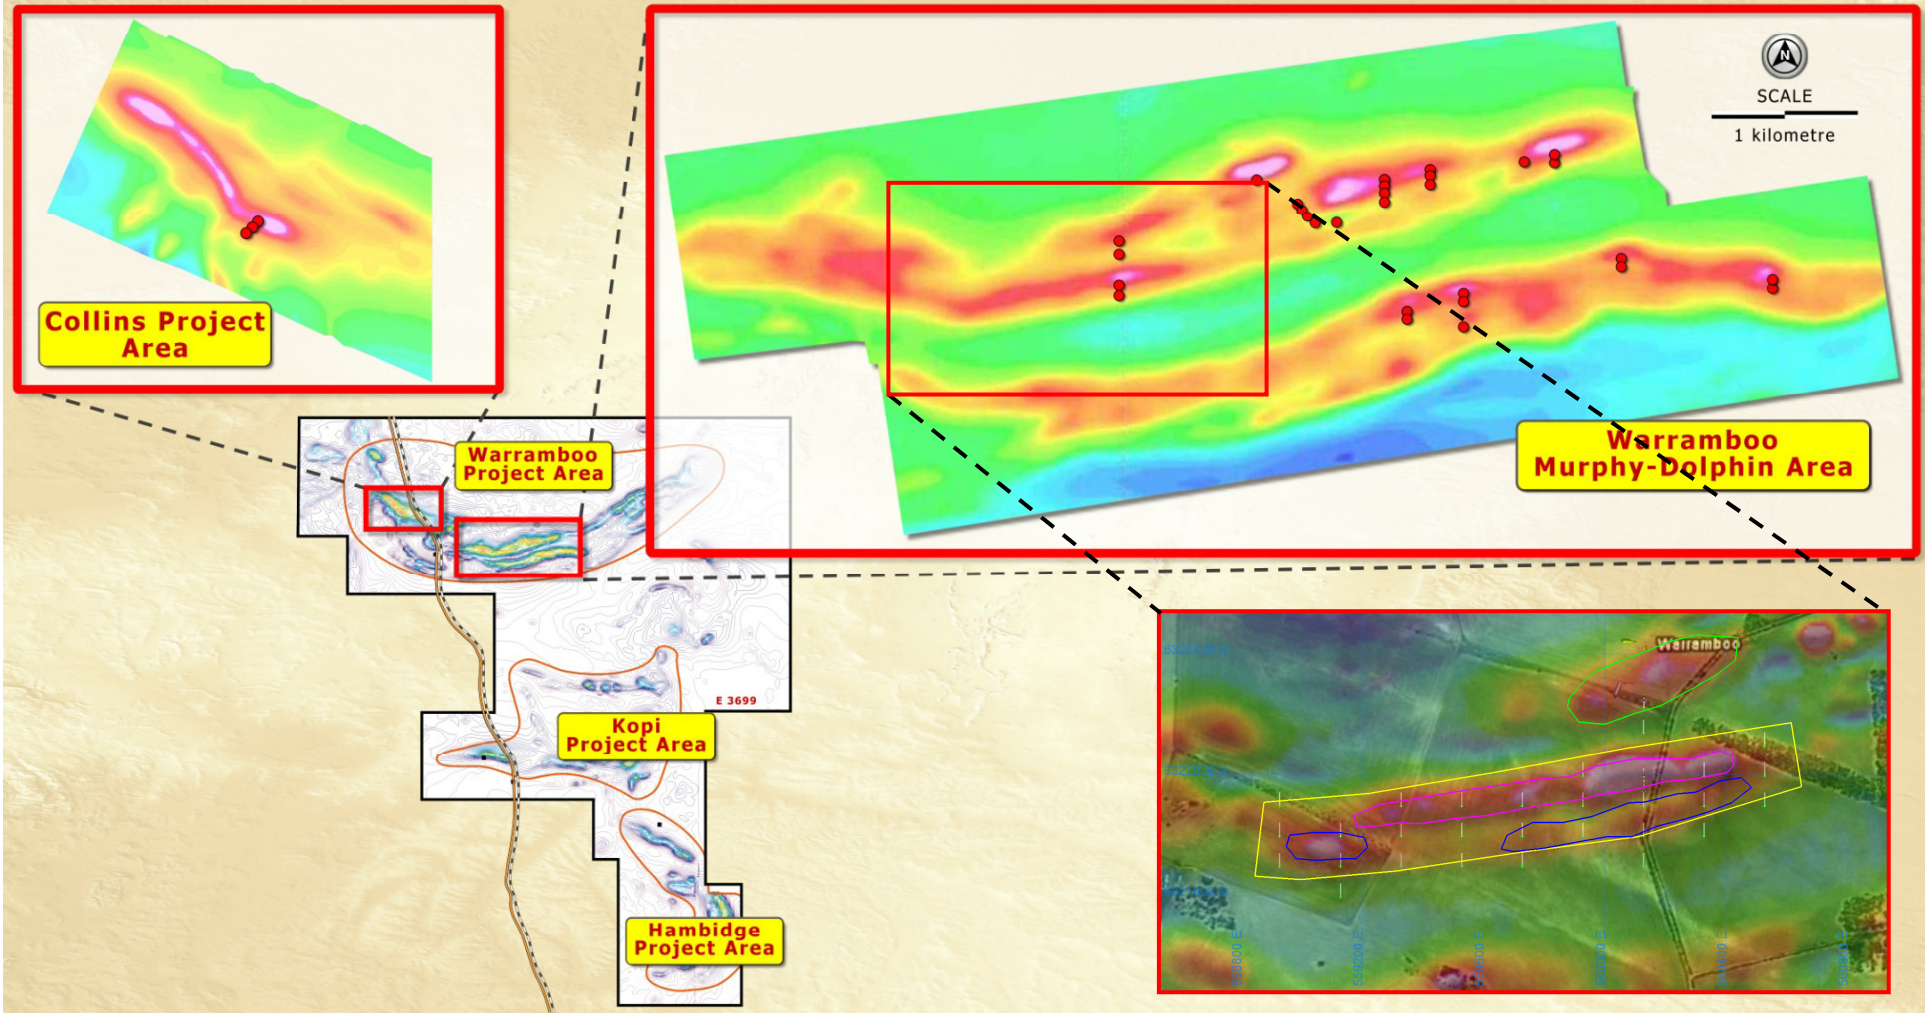 Collins Project
Area
N
SCALE
1 kilometre
Warramboo
Murphy-Dolphin Area
Warramboo
Project Area
E 3699
Kopi
Project Area
Hambidge
Project Area
Warramboo